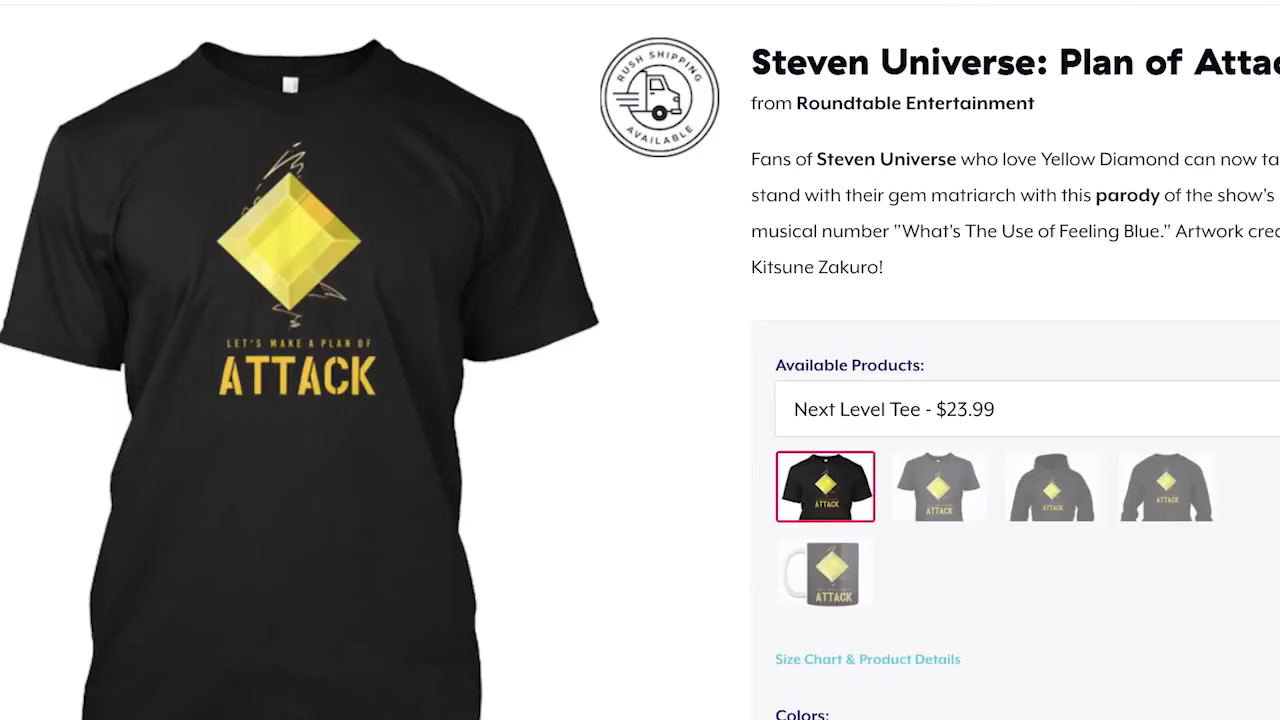 RUSH SHIPPING
AVAILABLE
LET'S MAKE A PLAN OF
ATTACK
Steven Universe: Plan of Attac
from Roundtable Entertainment
Fans of Steven Universe who love Yellow Diamond can now ta
stand with their gem matriarch with this parody of the show's
musical number "What's The Use of Feeling Blue." Artwork crea
Kitsune Zakuro!
Available Products:
Next Level Tee - $23.99
ATTACK
ATTACK
ATTACK
ATTACK
ATTACK
Size Chart & Product Details
Colors: